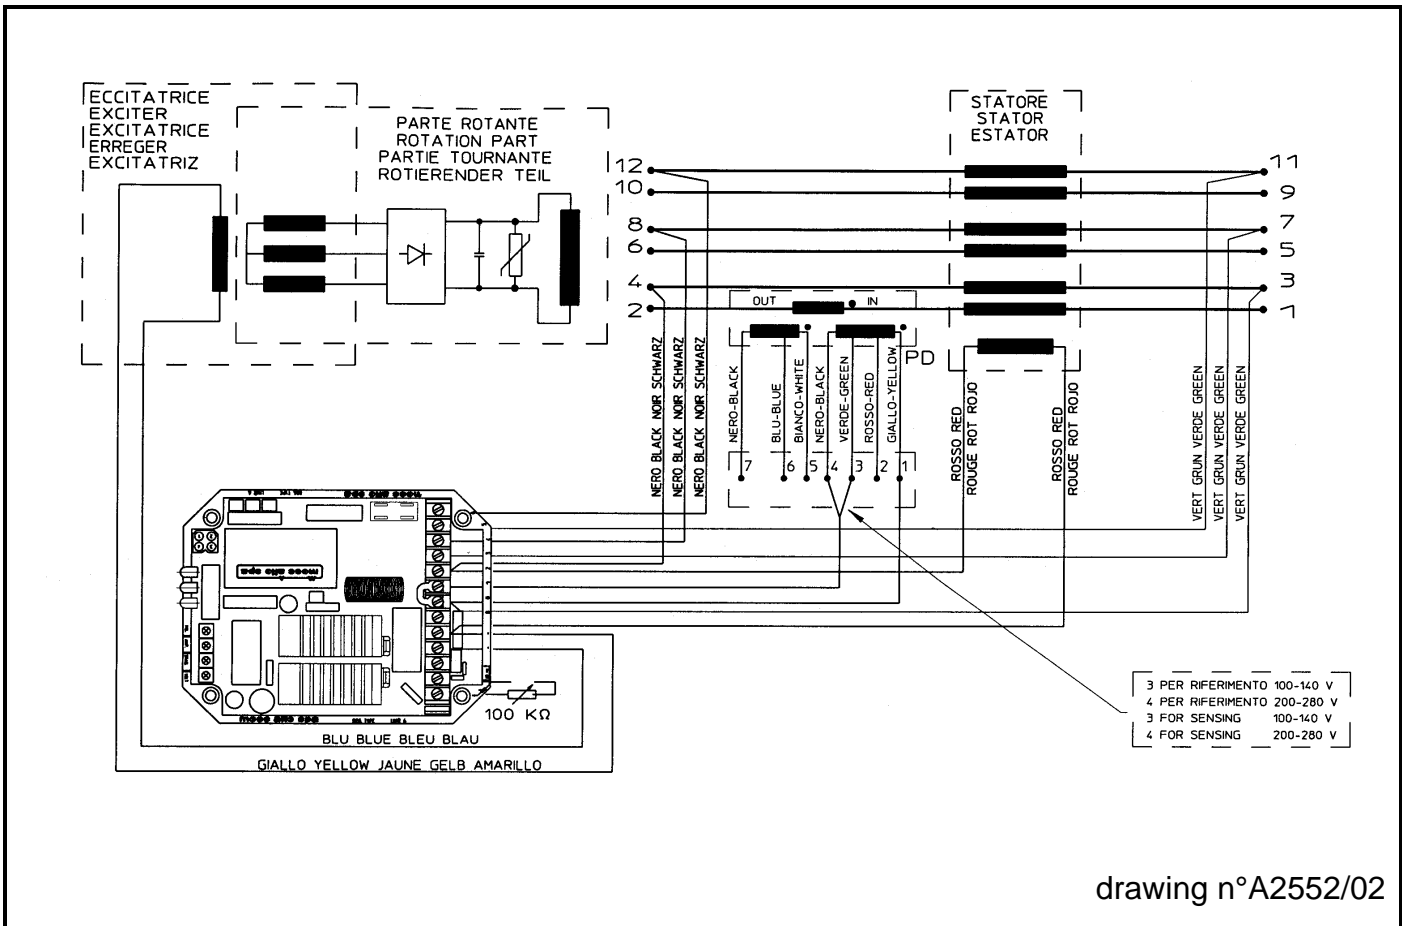 ECCITATRICE
EXCITER
EXCITATRICE
ERREGER
EXCITATRIZ
PARTE ROTANTE
ROTATION PART
PARTIE TOURNANTE
ROTIERENDER TEIL
STATORE
STATOR
ESTATOR
12
10
8
6
4
2
11
9
7
5
3
1
OUT
IN
PD
NERO BLACK NOIR SCHWARZ
NERO BLACK NOIR SCHWARZ
NERO BLACK NOIR SCHWARZ
NERO-BLACK
BLU-BLUE
BIANCO-WHITE
NERO-BLACK
VERDE-GREEN
ROSSO-RED
GIALLO-YELLOW
7
6
5
4
3
2
1
ROSSO RED
ROUGE ROT ROJO
ROSSO RED
ROUGE ROT ROJO
VERT GRUN VERDE GREEN
VERT GRUN VERDE GREEN
VERT GRUN VERDE GREEN
mecc alte spa
mecc alte spa
100 KΩ
BLU BLUE BLEU BLAU
GIALLO YELLOW JAUNE GELB AMARILLO
3 PER RIFERIMENTO 100-140 V
4 PER RIFERIMENTO 200-280 V
3 FOR SENSING 100-140 V
4 FOR SENSING 200-280 V
drawing n°A2552/02